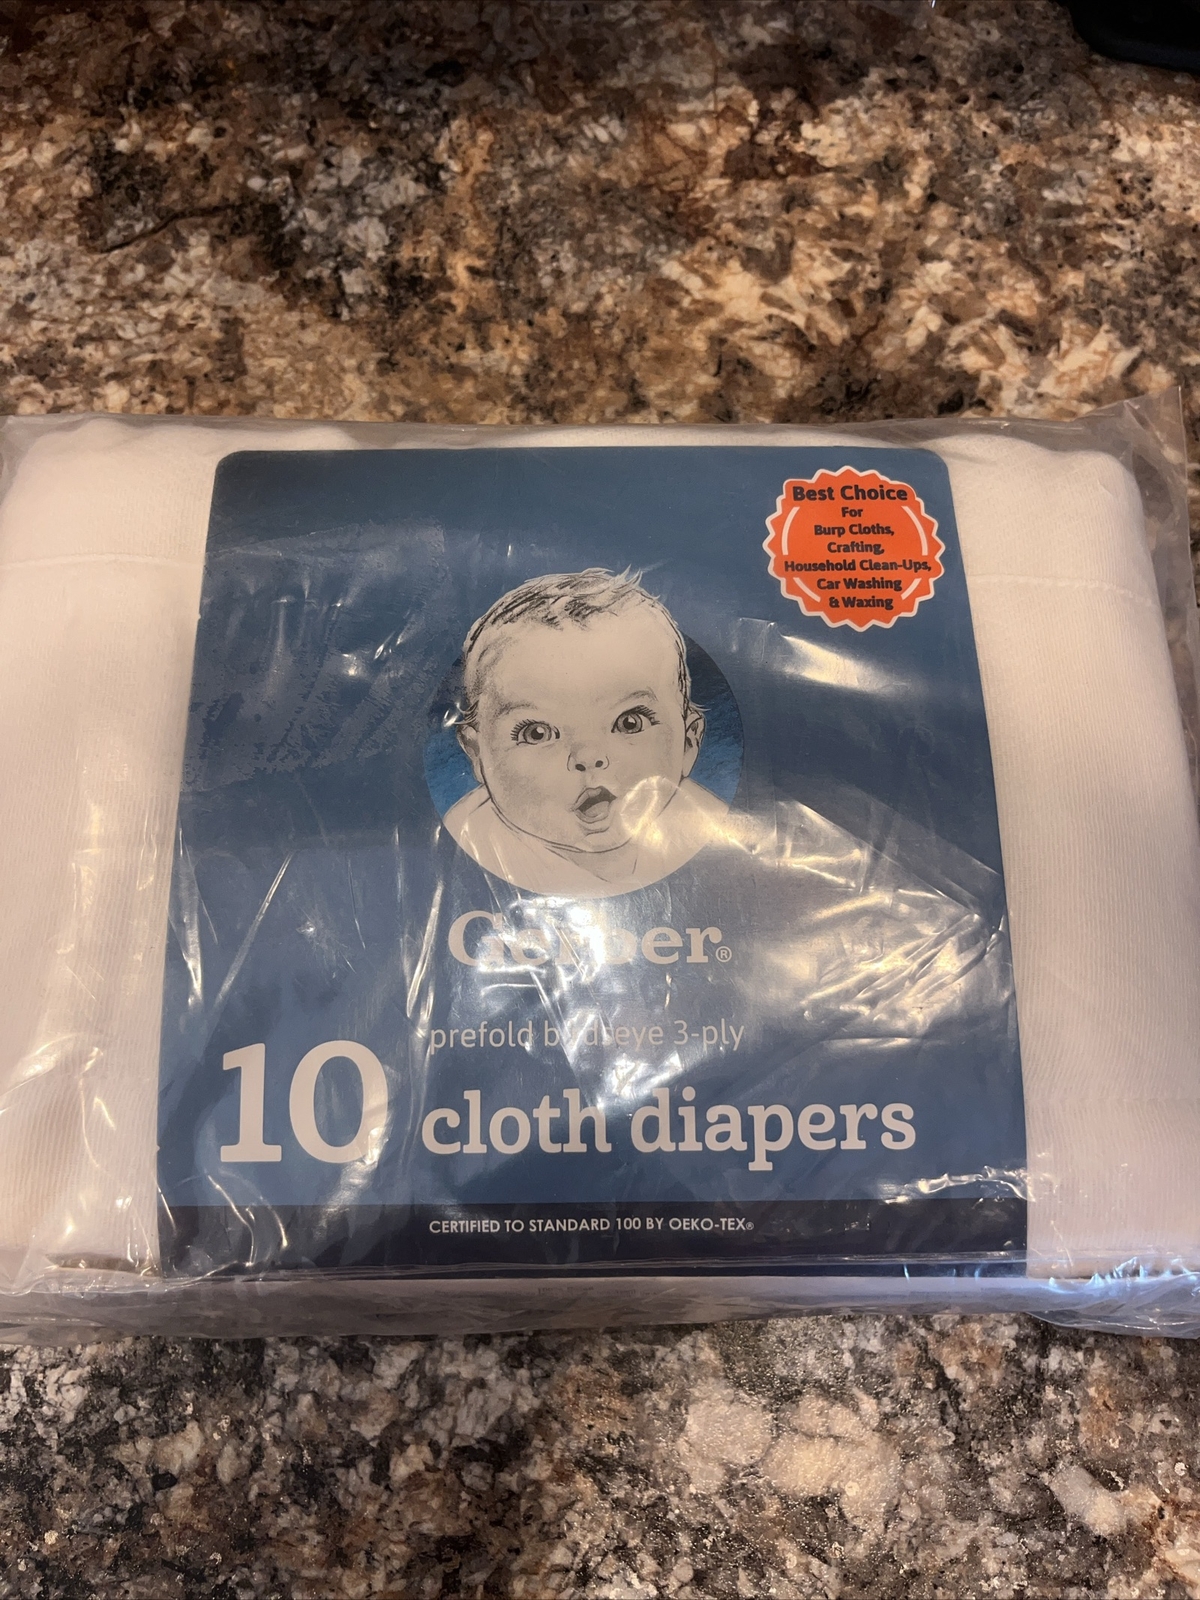 Best Choice
For
Burp Cloths,
Crafting,
Household Clean-Ups,
Car Washing
& Waxing
Gerber®
prefold birdseye 3-ply
10 cloth diapers
CERTIFIED TO STANDARD 100 BY OEKO-TEX®